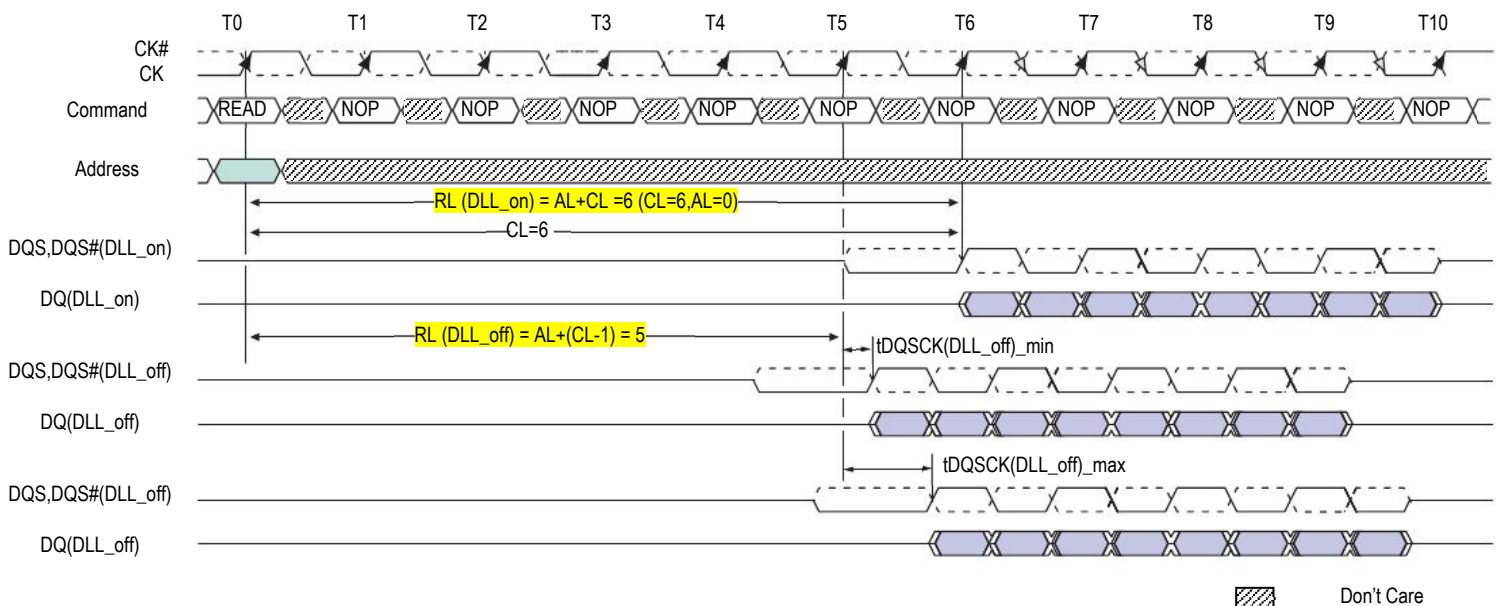 T0 T1 T2 T3 T4 T5 T6 T7 T8 T9 T10
CK#
CK
Command READ NOP NOP NOP NOP NOP NOP NOP NOP NOP NOP
Address
RL (DLL_on) = AL+CL =6 (CL=6,AL=0)
CL=6
DQS,DQS#(DLL_on)
DQ(DLL_on)
RL (DLL_off) = AL+(CL-1) = 5
tDQSCK(DLL_off)_min
DQS,DQS#(DLL_off)
DQ(DLL_off)
tDQSCK(DLL_off)_max
DQS,DQS#(DLL_off)
DQ(DLL_off)
Don't Care